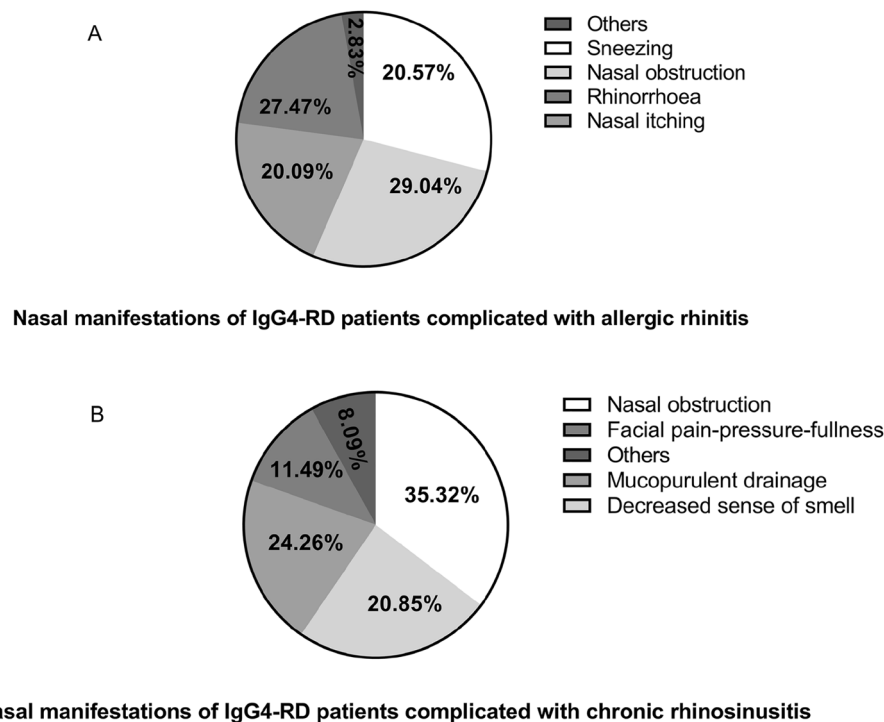 A
2.83%
20.57%
27.47%
20.09%
29.04%
Others
Sneezing
Nasal obstruction
Rhinorrhoea
Nasal itching
Nasal manifestations of IgG4-RD patients complicated with allergic rhinitis
B
8.09%
11.49%
35.32%
24.26%
20.85%
Nasal obstruction
Facial pain-pressure-fullness
Others
Mucopurulent drainage
Decreased sense of smell
asal manifestations of IgG4-RD patients complicated with chronic rhinosinusitis